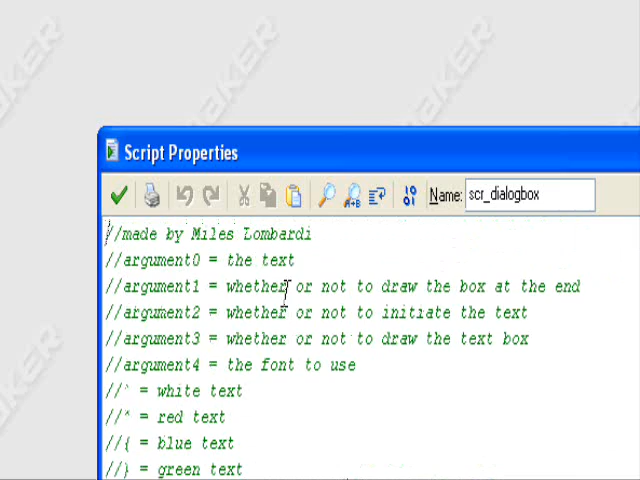 Script Properties
Name: scr_dialogbox
//made by Miles Lombardi
//argument0 = the text
//argument1 = whether or not to draw the box at the end
//argument2 = whether or not to initiate the text
//argument3 = whether or not to draw the text box
//argument4 = the font to use
//` = white text
//^ = red text
//{ = blue text
//} = green text